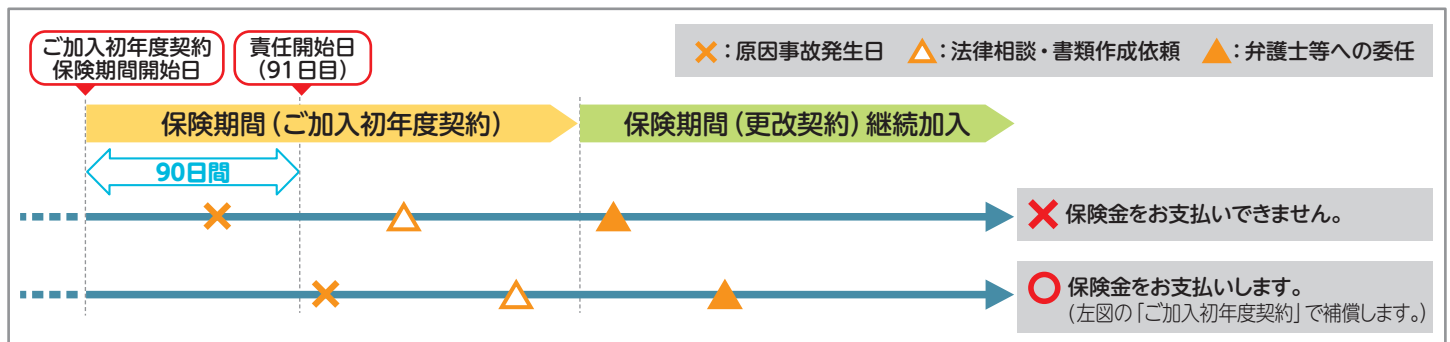 ご加入初年度契約
保険期間開始日
責任開始日
(91日目)
×:原因事故発生日 △:法律相談・書類作成依頼 ▲:弁護士等への委任
保険期間(ご加入初年度契約)
保険期間(更改契約)継続加入
90日間
保険金をお支払いできません。
保険金をお支払いします。
(左図の「ご加入初年度契約」で補償します。)